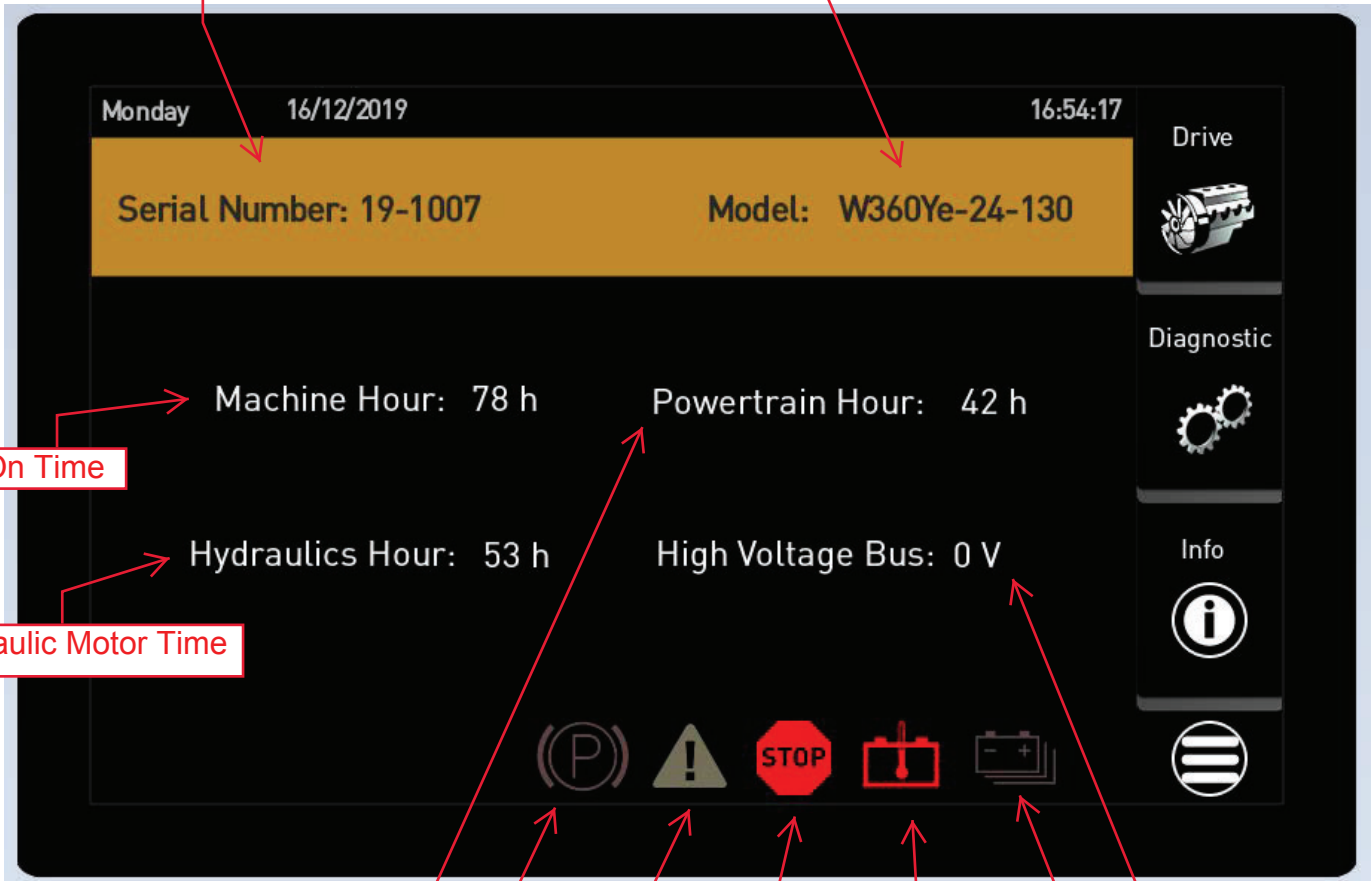 Monday 16/12/2019 16:54:17
Drive
Serial Number: 19-1007 Model: W360Ye-24-130
Diagnostic
Machine Hour: 78 h Powertrain Hour: 42 h
On Time
Hydraulics Hour: 53 h High Voltage Bus: 0 V
Info
aulic Motor Time
P ! STOP - +